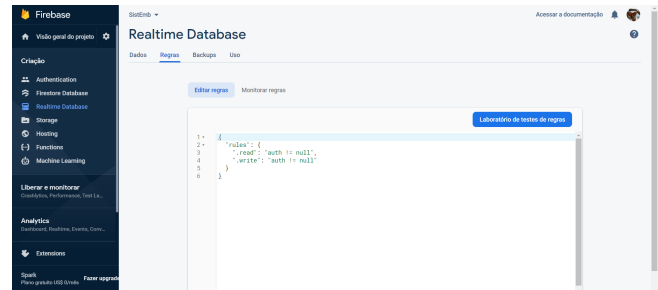 Firebase
Visão geral do projeto
Criação
Authentication
Firestore Database
Realtime Database
Storage
Hosting
Functions
Machine Learning
Liberar e monitorar
Crashlytics, Performance, Test La...
Analytics
Dashboard, Realtime, Events, Conv...
Extensions
Spark
Plano gratuito US$ 0/mês
Fazer upgrade
SistEmb
Acessar a documentação
Realtime Database
Dados Regras Backups Uso
Editar regras Monitorar regras
Laboratório de testes de regras
1 {
2 "rules": {
3 ".read": "auth != null",
4 ".write": "auth != null"
5 }
6 }